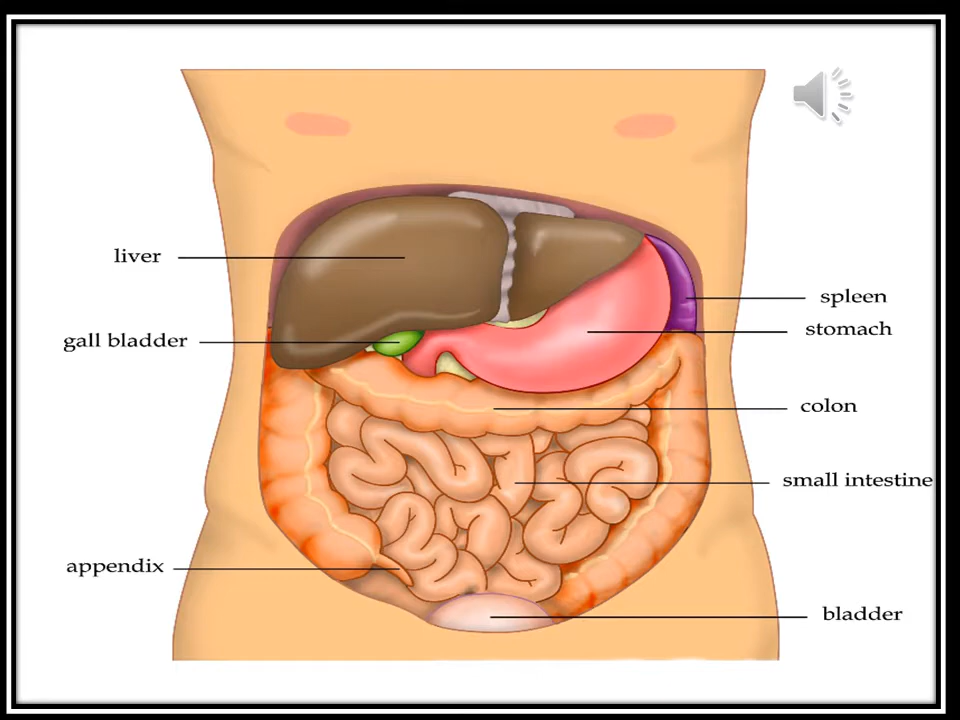 liver
spleen
stomach
gall bladder
colon
small intestine
appendix
bladder